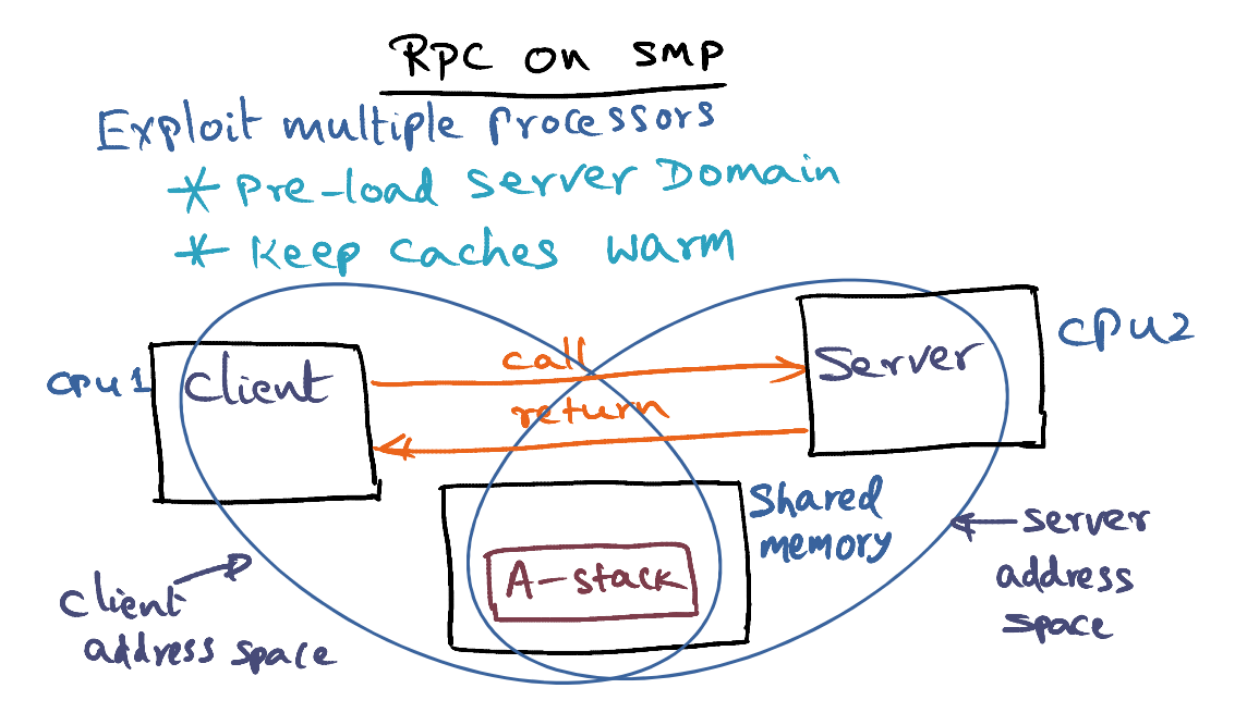 RPC on SMP
Exploit multiple processors
* Pre-load server Domain
* Keep caches warm
CPU1
Client
call
return
Server
CPU2
Shared
memory
A-stack
client
address space
server
address
space